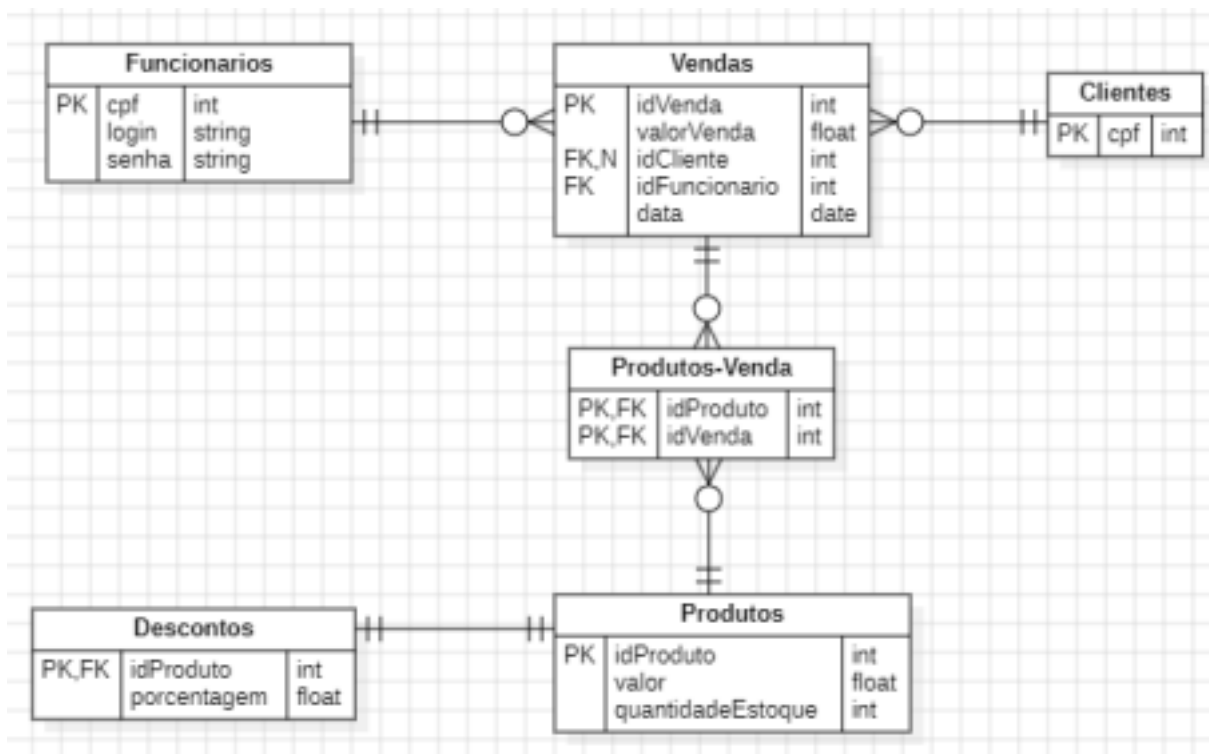 Funcionarios
PK cpf int
login string
senha string
Vendas
PK idVenda int
valorVenda float
FK,N idCliente int
FK idFuncionario int
data date
Clientes
PK cpf int
Produtos-Venda
PK,FK idProduto int
PK,FK idVenda int
Descontos
PK,FK idProduto int
porcentagem float
Produtos
PK idProduto int
valor float
quantidadeEstoque int